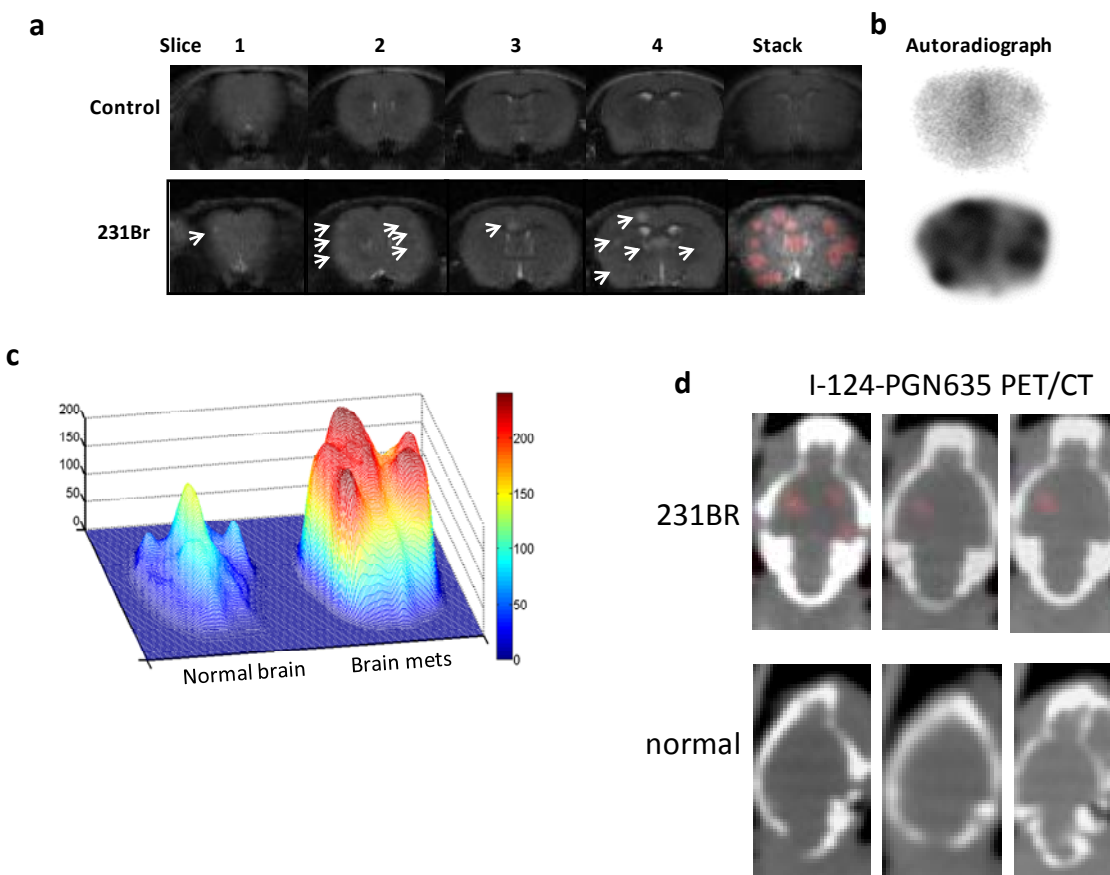 a
Slice 1 2 3 4 Stack
Control
231Br
b
Autoradiograph
c
200
150
100
50
0
Normal brain
Brain mets
200
150
100
50
0
d
I-124-PGN635 PET/CT
231BR
normal